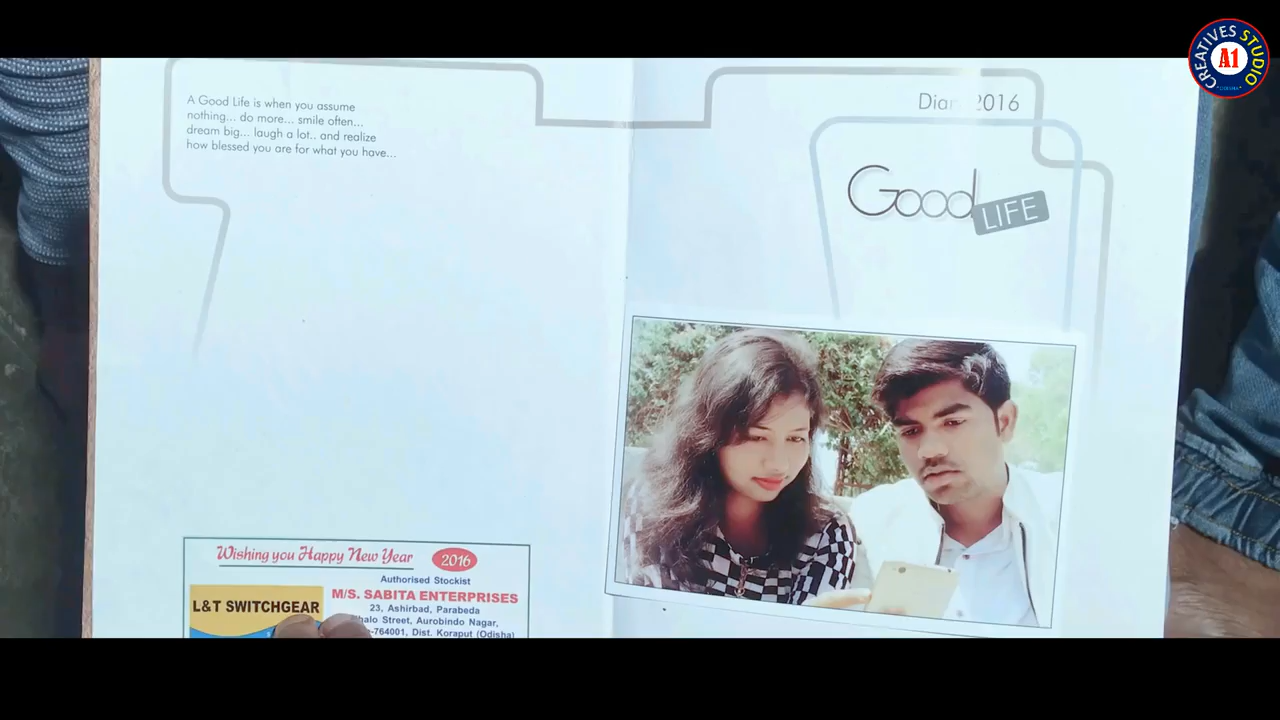 A Good Life is when you assume
nothing... do more... smile often...
dream big... laugh a lot.. and realize
how blessed you are for what you have...
2016
Good
LIFE
Wishing you Happy New Year 2016
Authorised Stockist
L&T SWITCHGEAR
M/S. SABITA ENTERPRISES
23, Ashirbad, Parabeda
Street, Aurobindo Nagar,
-764001, Dist. Koraput (Odisha)
CREATIVES STUDIO
A1